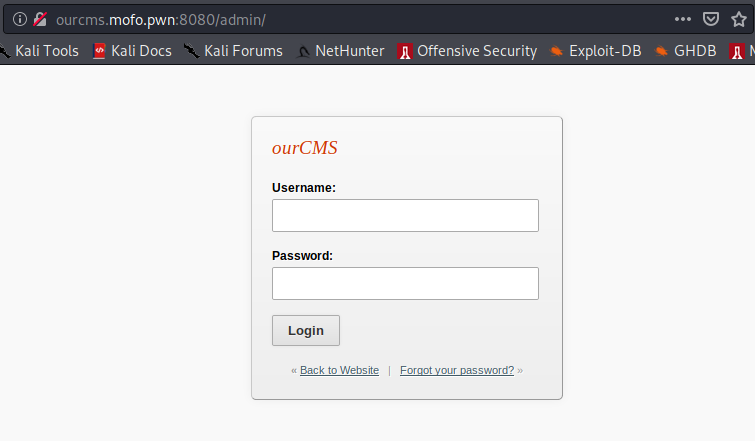 ourcms.mofo.pwn:8080/admin/
Kali Tools Kali Docs Kali Forums NetHunter Offensive Security Exploit-DB GHDB
ourCMS
Username:
Password:
Login
« Back to Website | Forgot your password? »